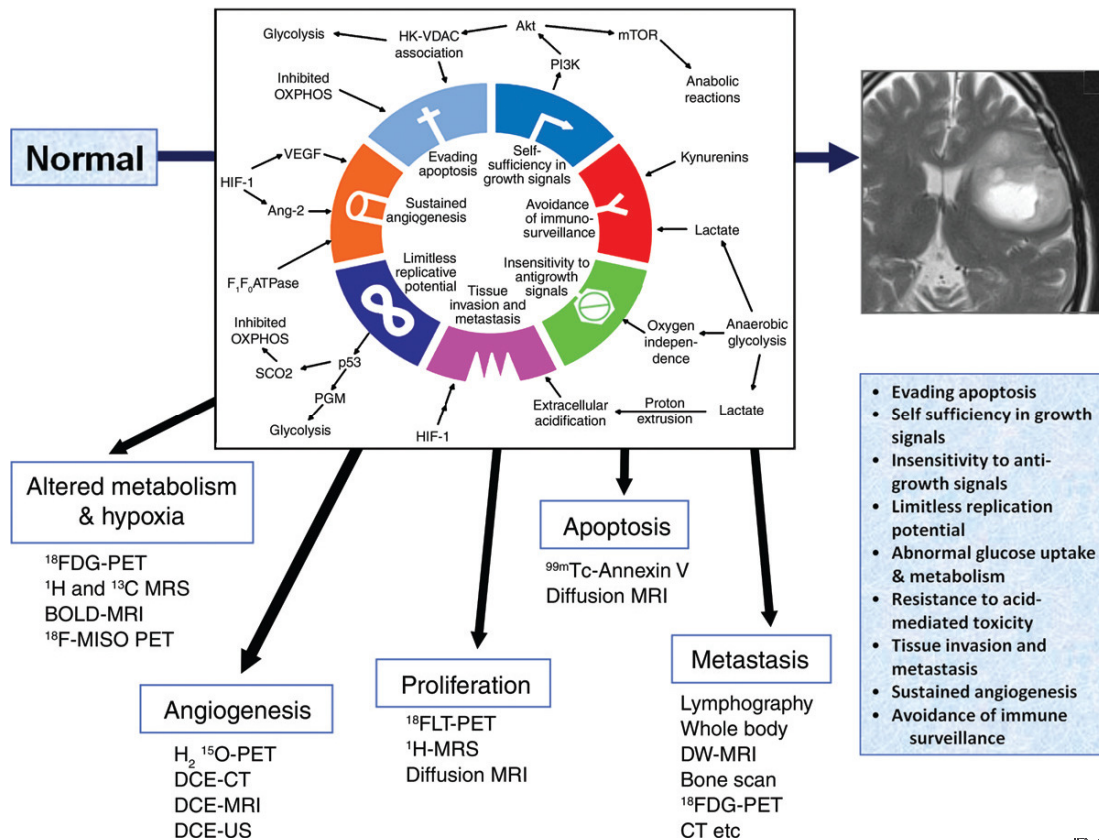 Normal
Glycolysis
HK-VDAC
association
Akt
mTOR
PI3K
Anabolic
reactions
Inhibited
OXPHOS
VEGF
HIF-1
Ang-2
F₁F₀ATPase
Inhibited
OXPHOS
SCO2
p53
PGM
Glycolysis
HIF-1
Extracellular
acidification
Proton
extrusion
Lactate
Anaerobic
glycolysis
Oxygen
indepen-
dence
Lactate
Kynurenins
Evading
apoptosis
Self-
sufficiency in
growth signals
Sustained
angiogenesis
Avoidance
of immuno-
surveillance
Limitless
replicative
potential
Insensitivity to
antigrowth
signals
Tissue
invasion and
metastasis
Altered metabolism
& hypoxia
¹⁸FDG-PET
¹H and ¹³C MRS
BOLD-MRI
¹⁸F-MISO PET
Angiogenesis
H₂ ¹⁵O-PET
DCE-CT
DCE-MRI
DCE-US
Proliferation
¹⁸FLT-PET
¹H-MRS
Diffusion MRI
Apoptosis
⁹⁹ᵐTc-Annexin V
Diffusion MRI
Metastasis
Lymphography
Whole body
DW-MRI
Bone scan
¹⁸FDG-PET
CT etc
• Evading apoptosis
• Self sufficiency in growth
signals
• Insensitivity to anti-
growth signals
• Limitless replication
potential
• Abnormal glucose uptake
& metabolism
• Resistance to acid-
mediated toxicity
• Tissue invasion and
metastasis
• Sustained angiogenesis
• Avoidance of immune
surveillance